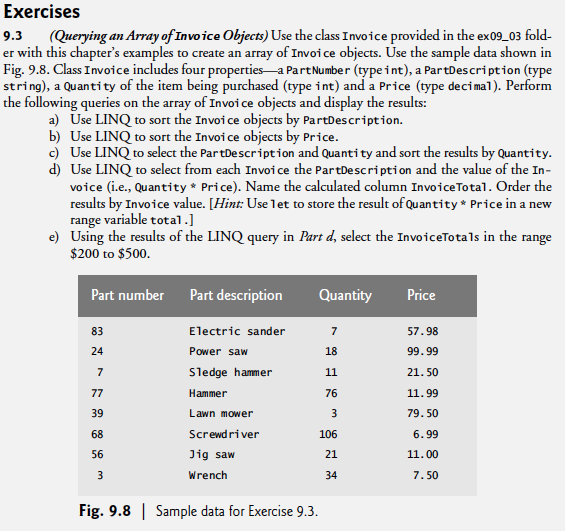 Exercises
9.3 (Querying an Array of Invoice Objects) Use the class Invoice provided in the ex09_03 fold-
er with this chapter's examples to create an array of Invoice objects. Use the sample data shown in
Fig. 9.8. Class Invoice includes four properties—a PartNumber (type int), a PartDescription (type
string), a Quantity of the item being purchased (type int) and a Price (type decimal). Perform
the following queries on the array of Invoice objects and display the results:
a) Use LINQ to sort the Invoice objects by PartDescription.
b) Use LINQ to sort the Invoice objects by Price.
c) Use LINQ to select the PartDescription and Quantity and sort the results by Quantity.
d) Use LINQ to select from each Invoice the PartDescription and the value of the In-
voice (i.e., Quantity * Price). Name the calculated column InvoiceTotal. Order the
results by Invoice value. [Hint: Use let to store the result of Quantity * Price in a new
range variable total.]
e) Using the results of the LINQ query in Part d, select the InvoiceTotals in the range
$200 to $500.
Part number Part description Quantity Price
83 Electric sander 7 57.98
24 Power saw 18 99.99
7 Sledge hammer 11 21.50
77 Hammer 76 11.99
39 Lawn mower 3 79.50
68 Screwdriver 106 6.99
56 Jig saw 21 11.00
3 Wrench 34 7.50
Fig. 9.8 | Sample data for Exercise 9.3.